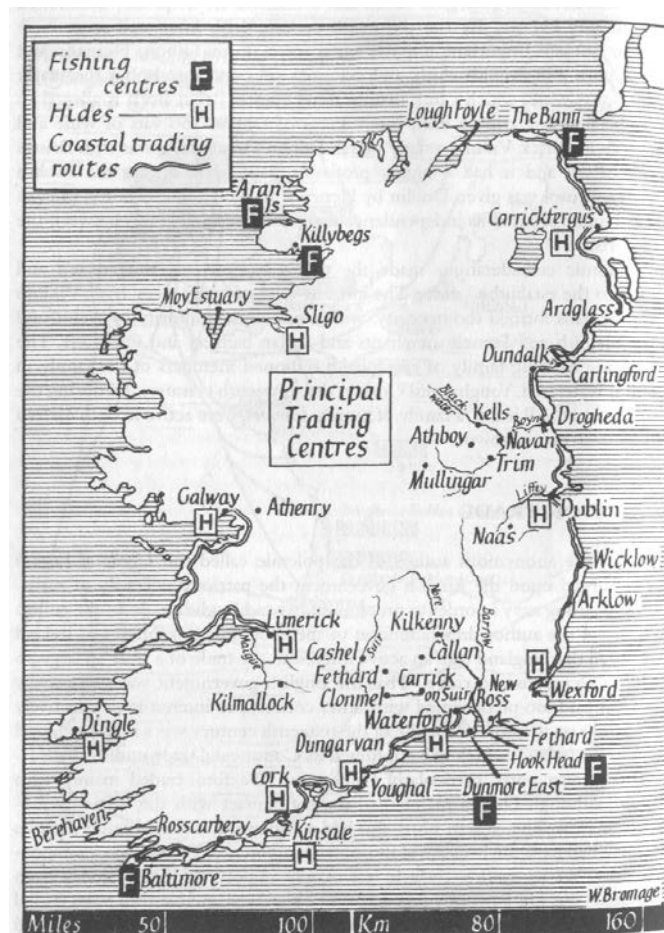 Fishing
centres F
Hides H
Coastal trading
routes
Lough Foyle
The Bann
F
Aran
Is
F
Killybegs
F
Carrickfergus
H
Moy Estuary
Sligo
H
Ardglass
Dundalk
Carlingford
Principal
Trading
Centres
Kells
Boyne
Drogheda
Athboy
Navan
Trim
Mullingar
Liffey
Dublin
H
Naas
Galway
H
Athenry
Wicklow
Arklow
Limerick
H
Maigue
Suir
Nore
Barrow
Kilkenny
Cashel
Callan
Fethard
Carrick
on Suir
Clonmel
New
Ross
H
Wexford
Kilmallock
Waterford
H
Fethard
Hook Head
F
Dunmore East
F
Dingle
H
Dungarvan
H
Youghal
Cork
H
Berehaven
Rosscarbery
Kinsale
H
F
Baltimore
W. Bromage
Miles 50 100 Km 80 160